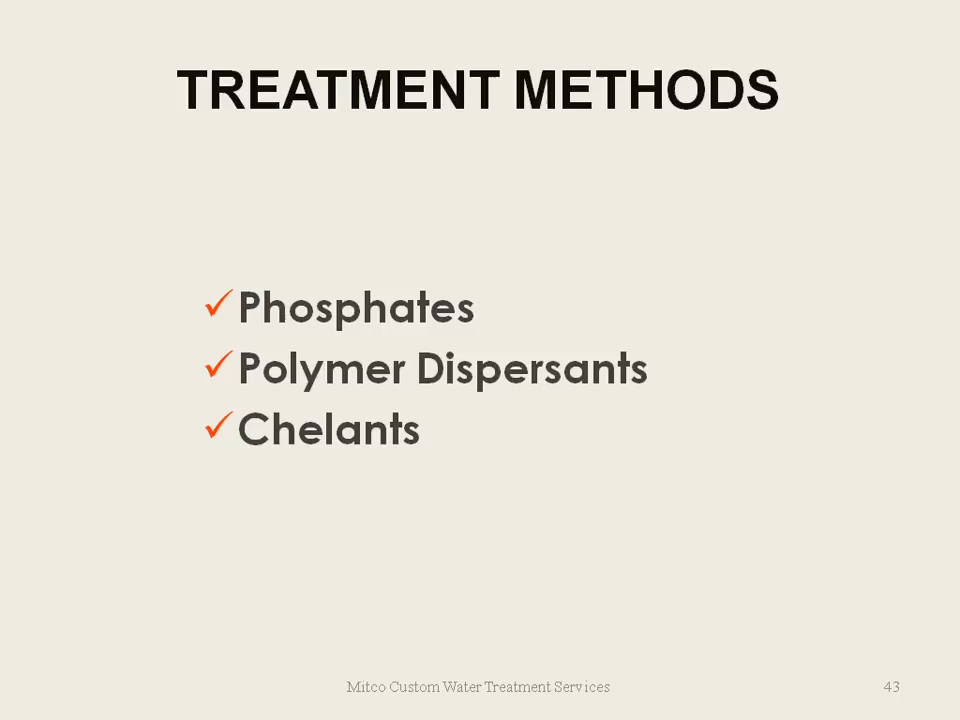 TREATMENT METHODS
Phosphates
Polymer Dispersants
Chelants
Mitco Custom Water Treatment Services
43